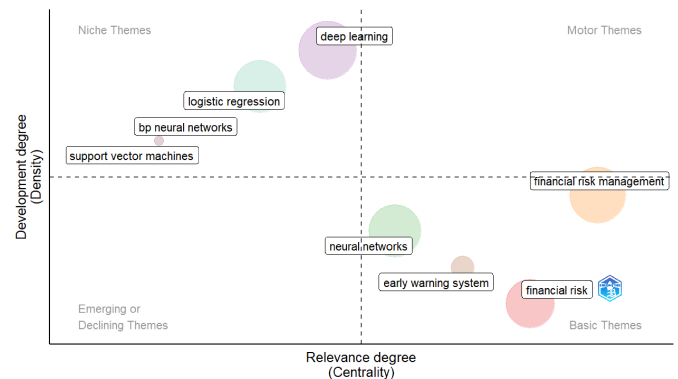 Niche Themes
Motor Themes
deep learning
logistic regression
bp neural networks
support vector machines
financial risk management
neural networks
early warning system
financial risk
Emerging or
Declining Themes
Basic Themes
Development degree
(Density)
Relevance degree
(Centrality)